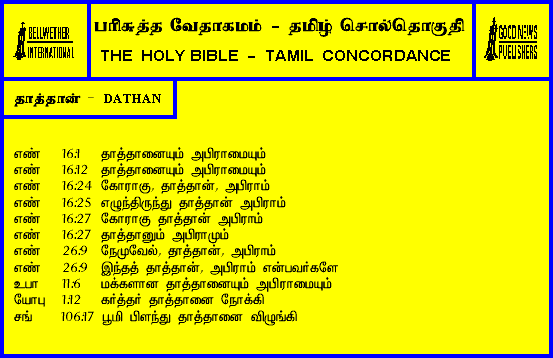 BELLWETHER
INTERNATIONAL
பரிசுத்த வேதாகமம் - தமிழ் சொல்தொகுதி
THE HOLY BIBLE - TAMIL CONCORDANCE
GOOD NEWS
PUBLISHERS
தாத்தான் - DATHAN
எண் 16:1 தாத்தானையும் அபிராமையும்
எண் 16:12 தாத்தானையும் அபிராமையும்
எண் 16:24 கோராகு, தாத்தான், அபிராம்
எண் 16:25 எழுந்திருந்து தாத்தான் அபிராம்
எண் 16:27 கோராகு தாத்தான் அபிராம்
எண் 16:27 தாத்தானும் அபிராமும்
எண் 26:9 நேமுவேல், தாத்தான், அபிராம்
எண் 26:9 இந்தத் தாத்தான், அபிராம் என்பவர்களே
உபா 11:6 மக்களான தாத்தானையும் அபிராமையும்
யோபு 1:12 கர்த்தர் தாத்தானை நோக்கி
சங் 106:17 பூமி பிளந்து தாத்தானை விழுங்கி